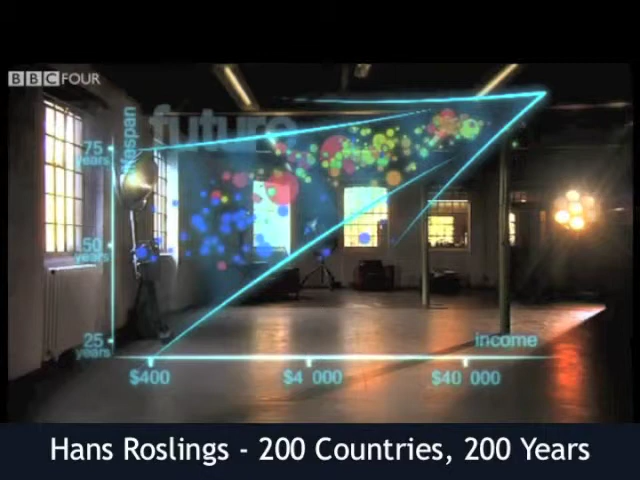 BBC FOUR
future
lifespan
75
years
50
years
25
years
income
$400
$4 000
$40 000
Hans Roslings - 200 Countries, 200 Years